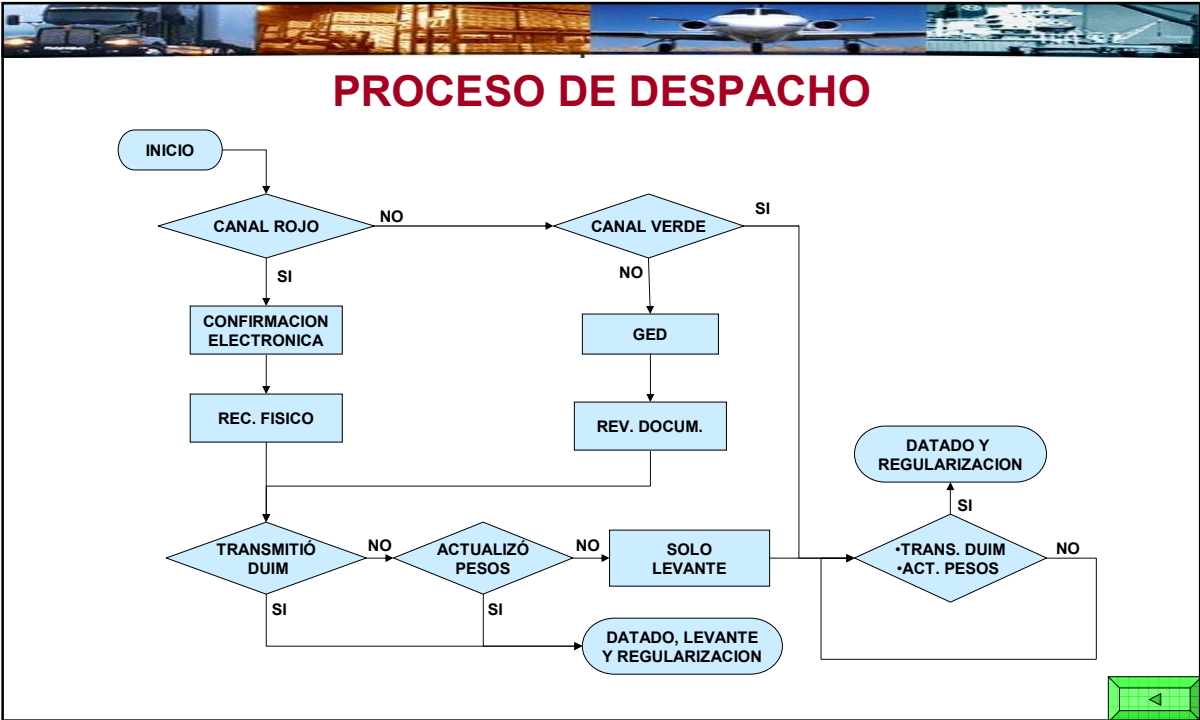 PROCESO DE DESPACHO
INICIO
CANAL ROJO
NO
CANAL VERDE
SI
SI
NO
CONFIRMACION
ELECTRONICA
GED
REC. FISICO
REV. DOCUM.
DATADO Y
REGULARIZACION
SI
TRANSMITIÓ
DUIM
NO
ACTUALIZÓ
PESOS
NO
SOLO
LEVANTE
•TRANS. DUIM
•ACT. PESOS
NO
SI
SI
DATADO, LEVANTE
Y REGULARIZACION